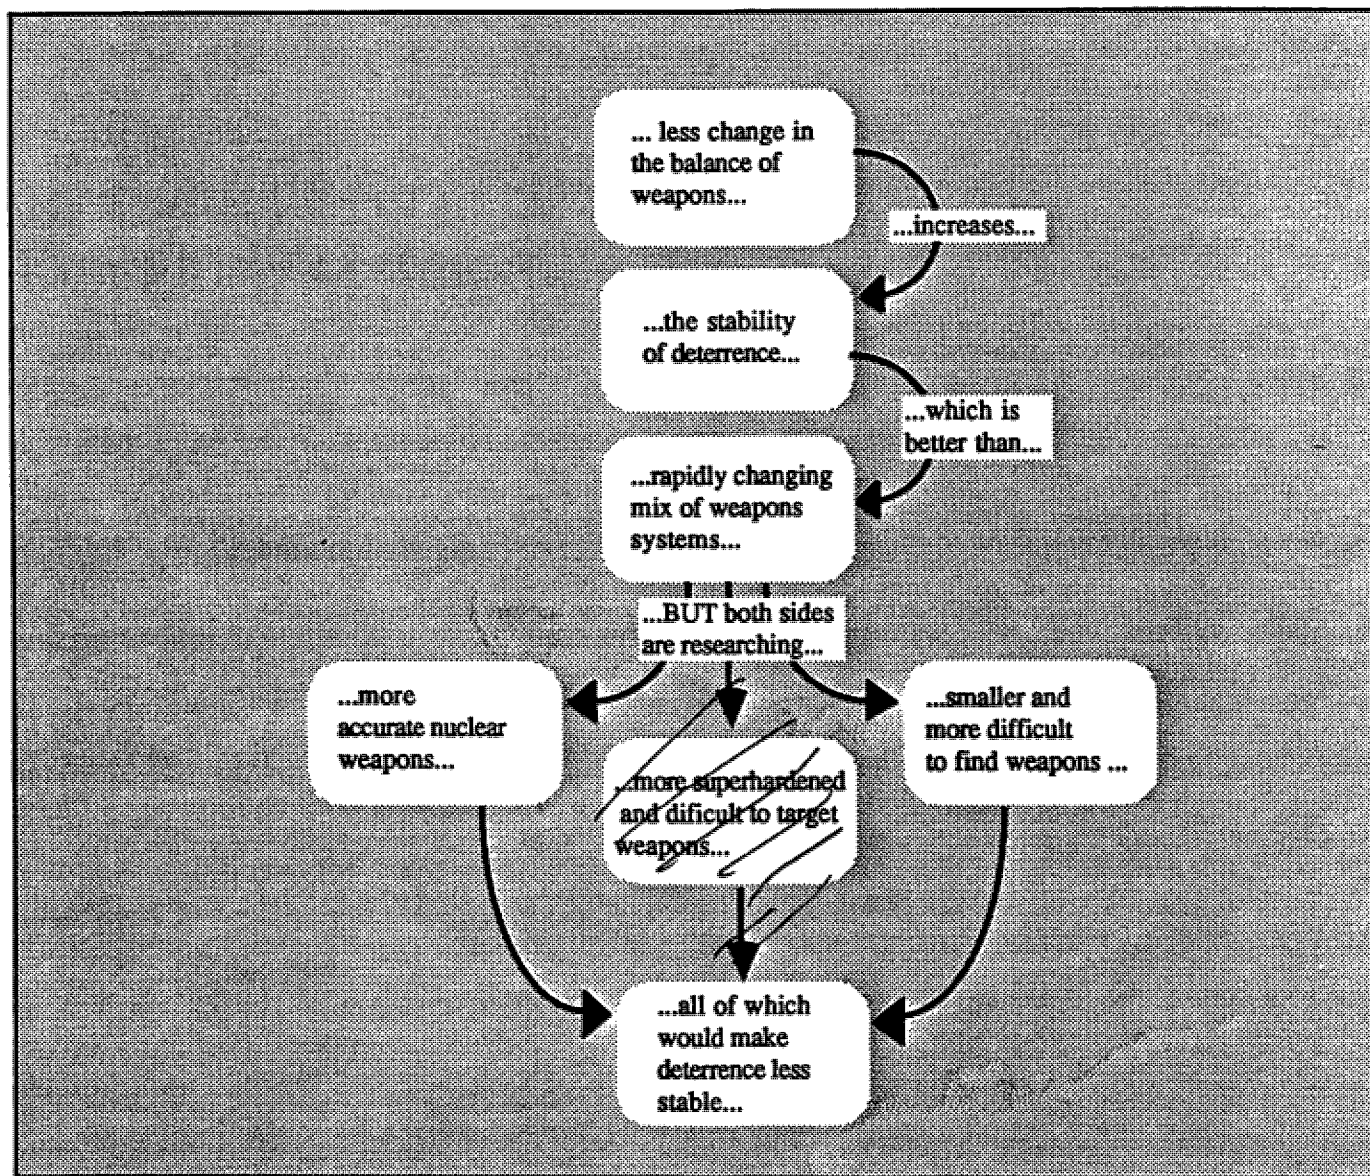 ... less change in
the balance of
weapons...
...increases...
...the stability
of deterrence...
...which is
better than...
...rapidly changing
mix of weapons
systems...
...BUT both sides
are researching...
...more
accurate nuclear
weapons...
...more superhardened
and dificult to target
weapons...
...smaller and
more difficult
to find weapons ...
...all of which
would make
deterrence less
stable...